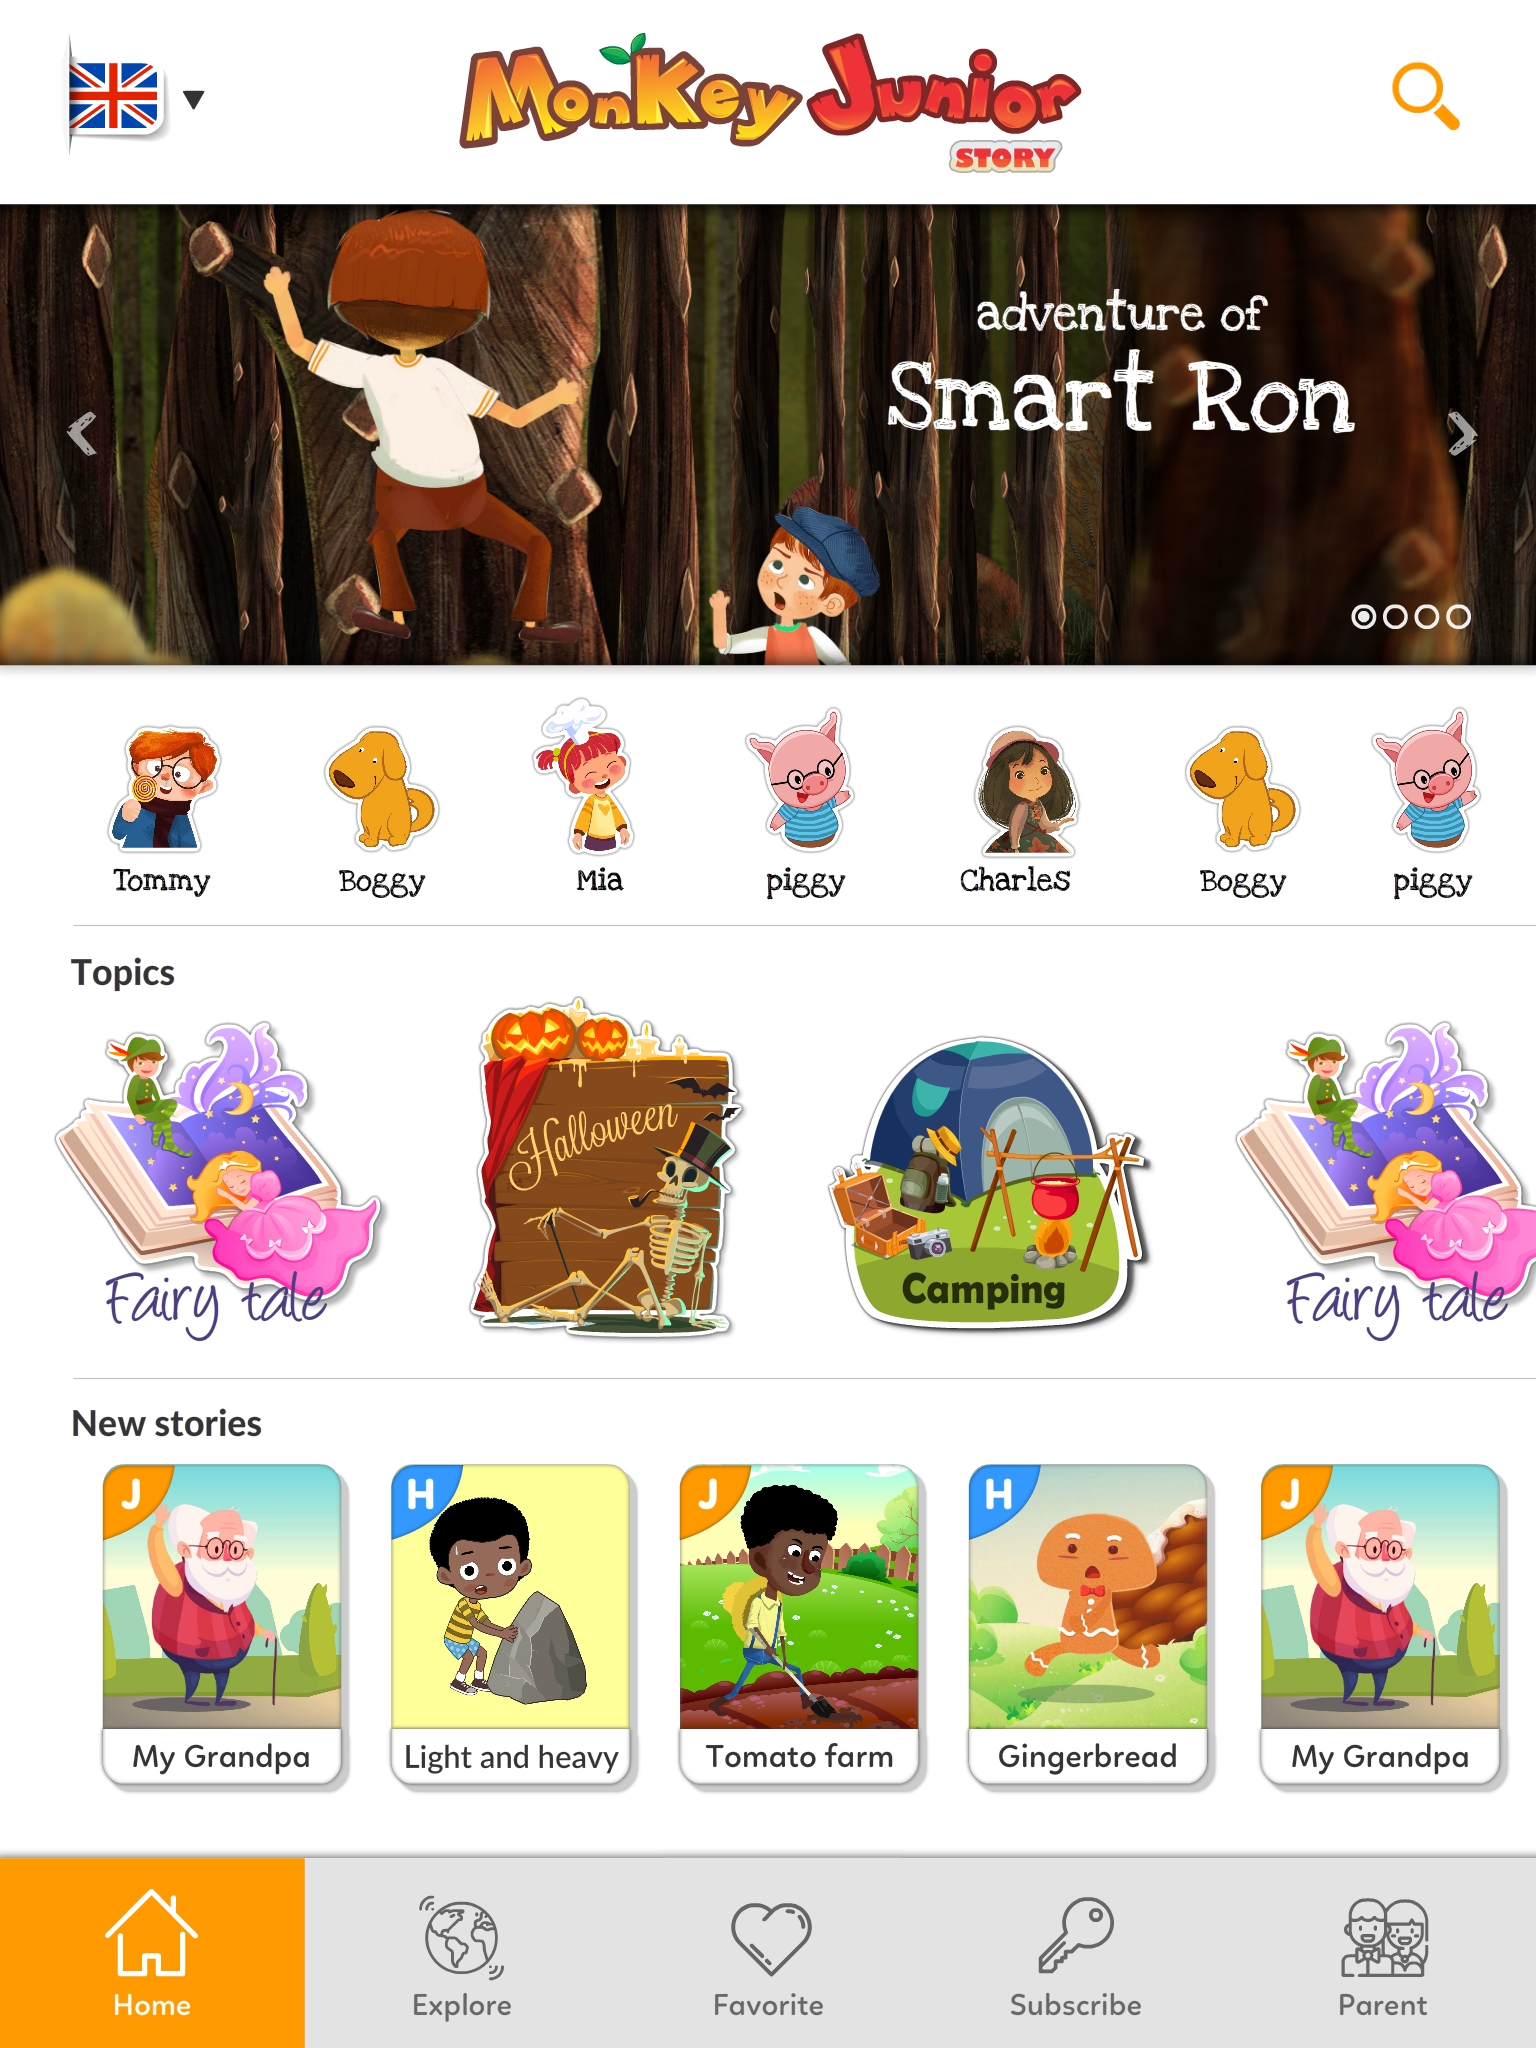 Monkey Junior
STORY
adventure of
Smart Ron
Tommy
Boggy
Mia
piggy
Charles
Boggy
piggy
Topics
Fairy tale
Halloween
Camping
Fairy tale
New stories
J
H
J
H
J
My Grandpa
Light and heavy
Tomato farm
Gingerbread
My Grandpa
Home
Explore
Favorite
Subscribe
Parent